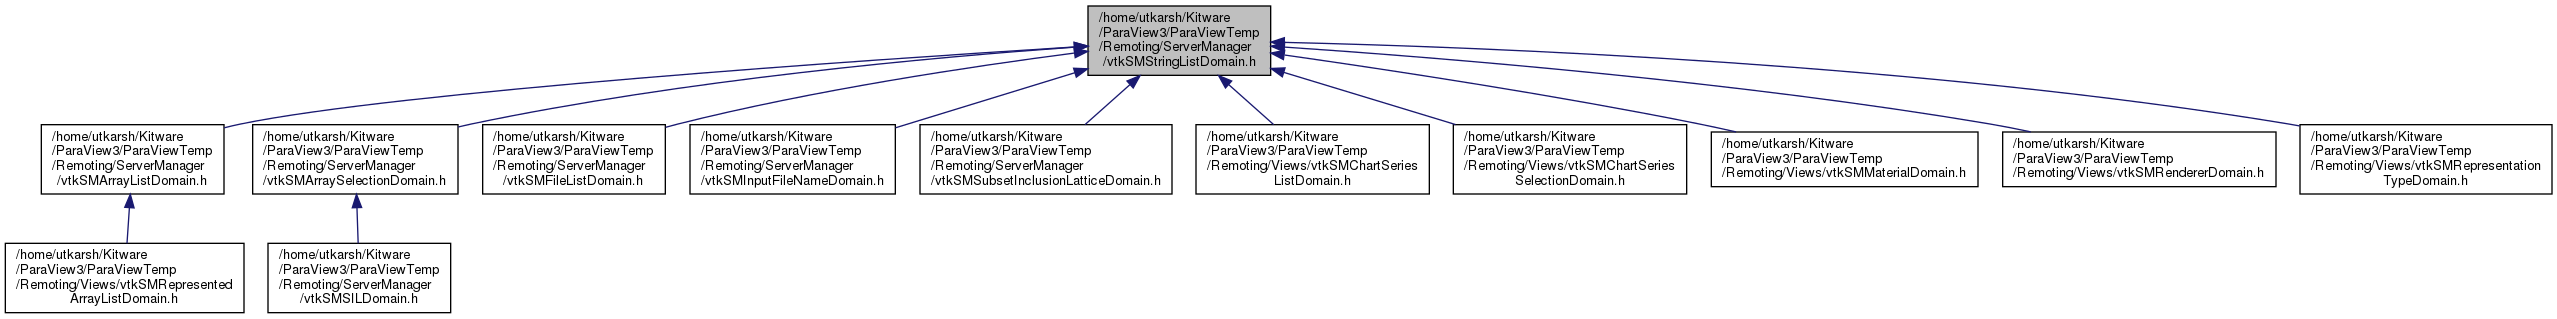 /home/utkarsh/Kitware
/ParaView3/ParaViewTemp
/Remoting/ServerManager
/vtkSMStringListDomain.h
/home/utkarsh/Kitware
/ParaView3/ParaViewTemp
/Remoting/ServerManager
/vtkSMArrayListDomain.h
/home/utkarsh/Kitware
/ParaView3/ParaViewTemp
/Remoting/ServerManager
/vtkSMArraySelectionDomain.h
/home/utkarsh/Kitware
/ParaView3/ParaViewTemp
/Remoting/ServerManager
/vtkSMFileListDomain.h
/home/utkarsh/Kitware
/ParaView3/ParaViewTemp
/Remoting/ServerManager
/vtkSMInputFileNameDomain.h
/home/utkarsh/Kitware
/ParaView3/ParaViewTemp
/Remoting/ServerManager
/vtkSMSubsetInclusionLatticeDomain.h
/home/utkarsh/Kitware
/ParaView3/ParaViewTemp
/Remoting/Views/vtkSMChartSeries
ListDomain.h
/home/utkarsh/Kitware
/ParaView3/ParaViewTemp
/Remoting/Views/vtkSMChartSeries
SelectionDomain.h
/home/utkarsh/Kitware
/ParaView3/ParaViewTemp
/Remoting/Views/vtkSMMaterialDomain.h
/home/utkarsh/Kitware
/ParaView3/ParaViewTemp
/Remoting/Views/vtkSMRendererDomain.h
/home/utkarsh/Kitware
/ParaView3/ParaViewTemp
/Remoting/Views/vtkSMRepresentation
TypeDomain.h
/home/utkarsh/Kitware
/ParaView3/ParaViewTemp
/Remoting/Views/vtkSMRepresented
ArrayListDomain.h
/home/utkarsh/Kitware
/ParaView3/ParaViewTemp
/Remoting/ServerManager
/vtkSMSILDomain.h